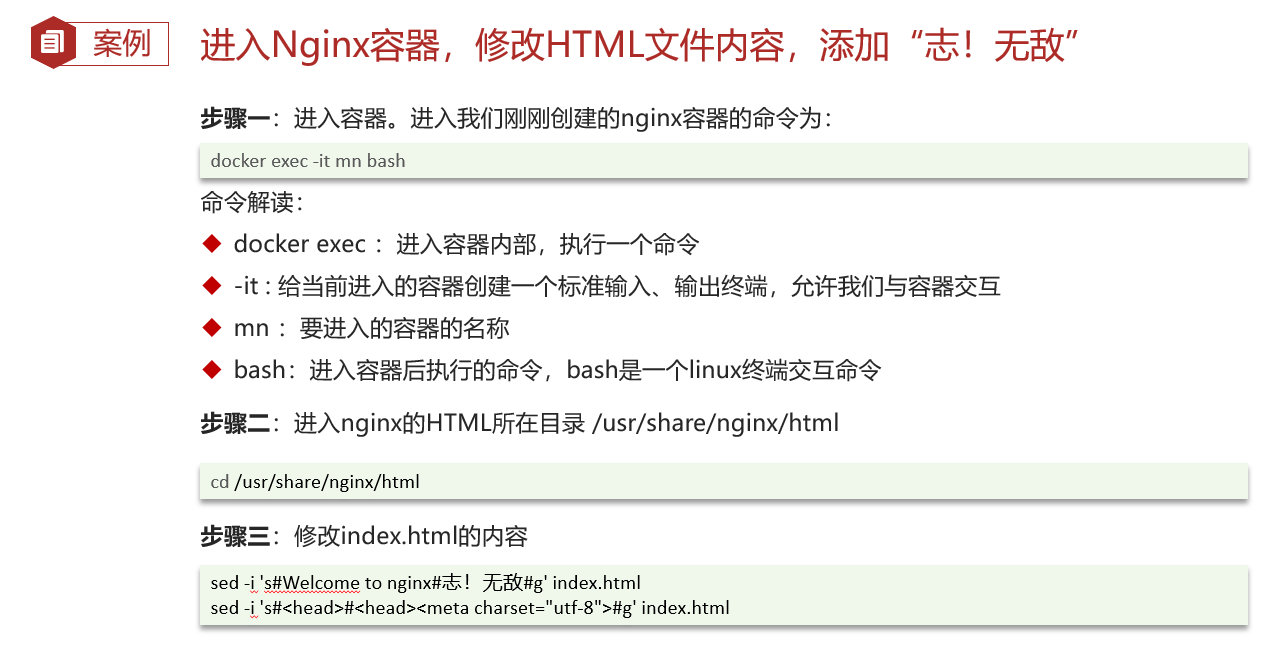 案例
进入Nginx容器，修改HTML文件内容，添加“志！无敌”
步骤一：进入容器。进入我们刚刚创建的nginx容器的命令为：
docker exec -it mn bash
命令解读：
docker exec ：进入容器内部，执行一个命令
-it : 给当前进入的容器创建一个标准输入、输出终端，允许我们与容器交互
mn ：要进入的容器的名称
bash：进入容器后执行的命令，bash是一个linux终端交互命令
步骤二：进入nginx的HTML所在目录 /usr/share/nginx/html
cd /usr/share/nginx/html
步骤三：修改index.html的内容
sed -i 's#Welcome to nginx#志！无敌#g' index.html
sed -i 's#<head>#<head><meta charset="utf-8">#g' index.html